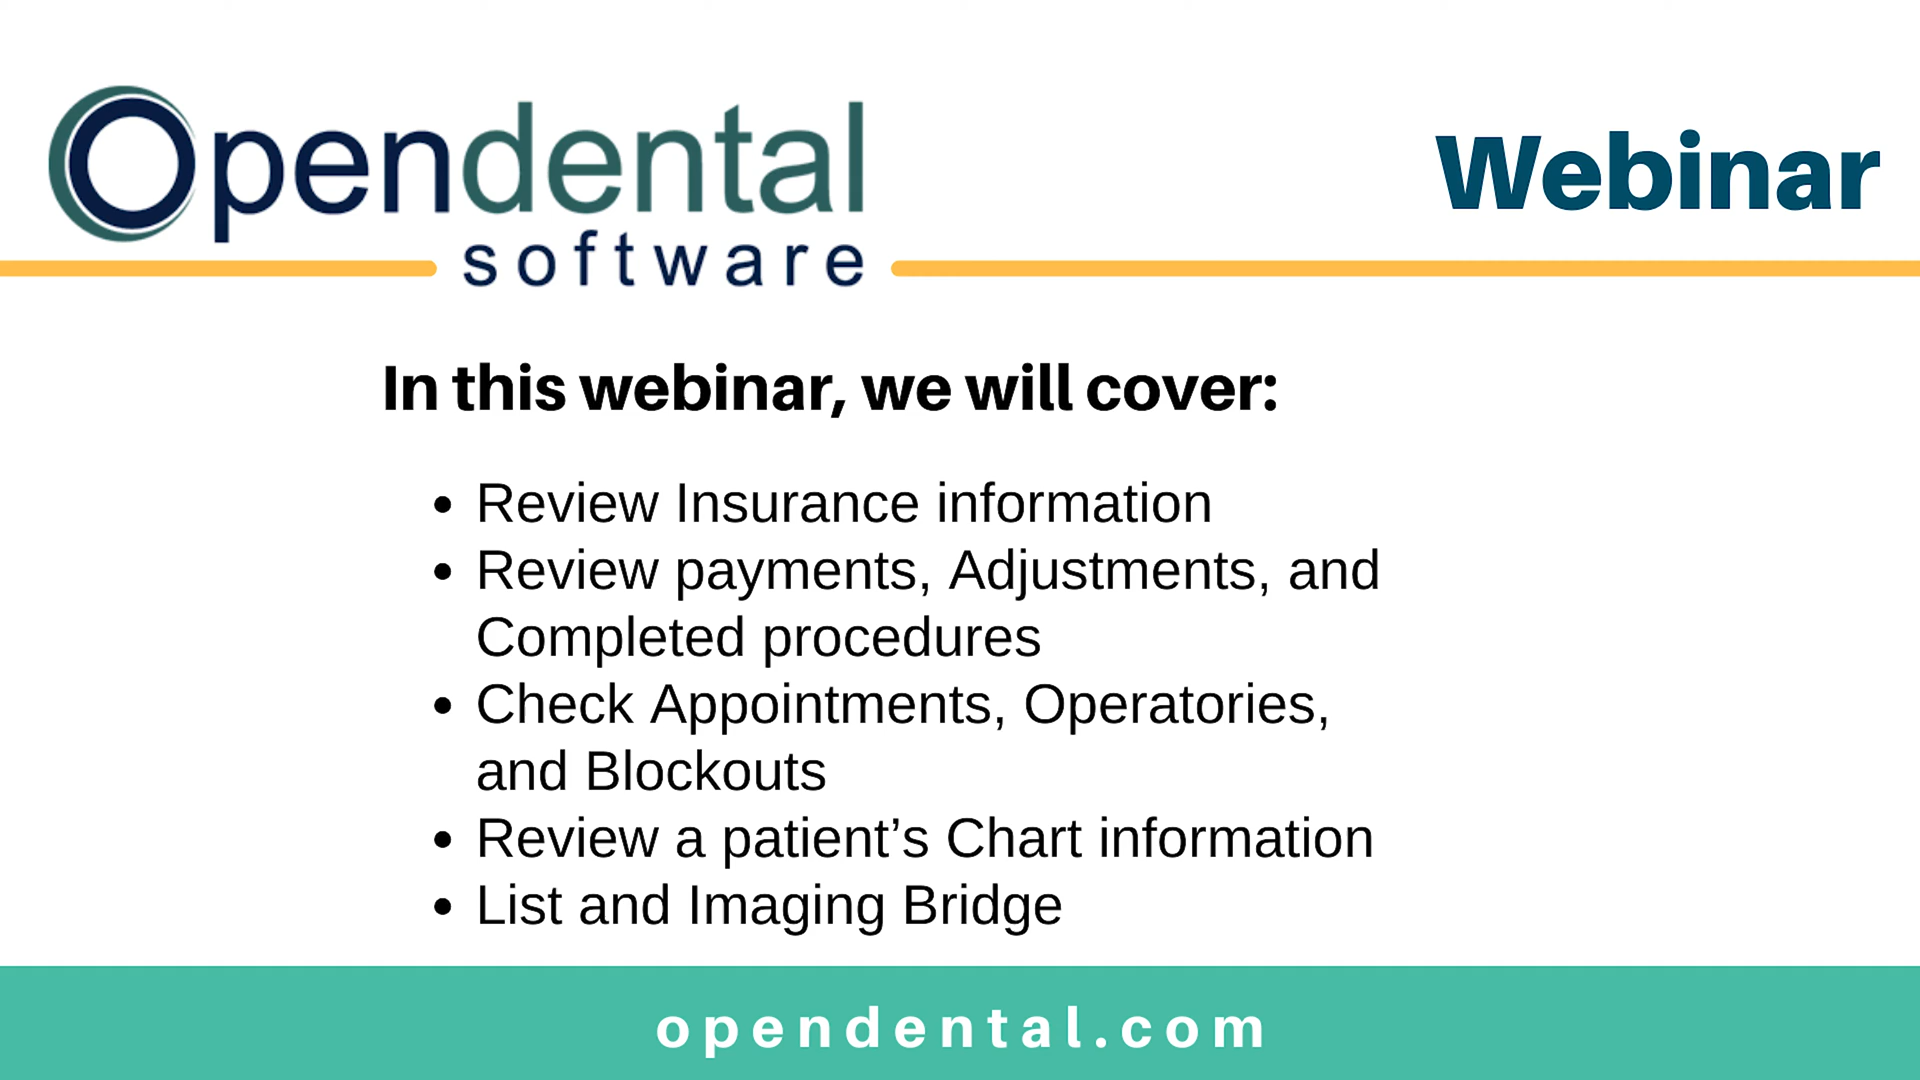 Opendental
software
Webinar
In this webinar, we will cover:
• Review Insurance information
• Review payments, Adjustments, and
Completed procedures
• Check Appointments, Operatories,
and Blockouts
• Review a patient’s Chart information
• List and Imaging Bridge
opendental.com